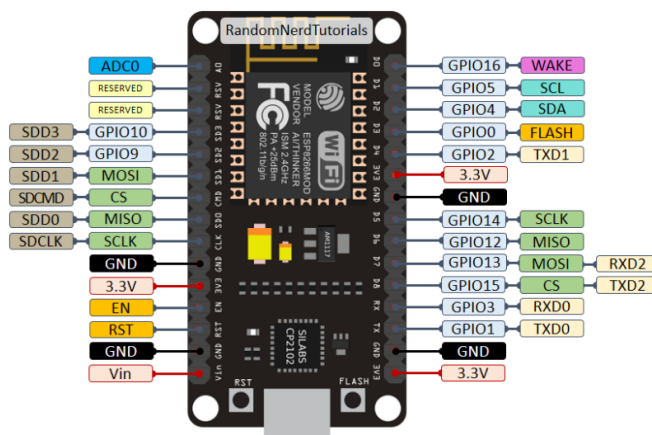 RandomNerdTutorials
ADC0
RESERVED
RESERVED
SDD3 GPIO10
SDD2 GPIO9
SDD1 MOSI
SDCMD CS
SDD0 MISO
SDCLK SCLK
GND
3.3V
EN
RST
GND
Vin
A0
RSV
RSV
SD3
SD2
SD1
CMD
SD0
CLK
GND
3V3
EN
RST
GND
Vin
MODEL
VENDOR
ESP8266MOD
AI/THINKER
ISM 2.4GHz
PA +25dBm
802.11b/g/n
FC
Wi Fi
AM1117
SILABS
CP2102
RST
FLASH
D0
D1
D2
D3
D4
3V3
GND
D5
D6
D7
D8
RX
TX
GND
3V3
GPIO16 WAKE
GPIO5 SCL
GPIO4 SDA
GPIO0 FLASH
GPIO2 TXD1
3.3V
GND
GPIO14 SCLK
GPIO12 MISO
GPIO13 MOSI RXD2
GPIO15 CS TXD2
GPIO3 RXD0
GPIO1 TXD0
GND
3.3V